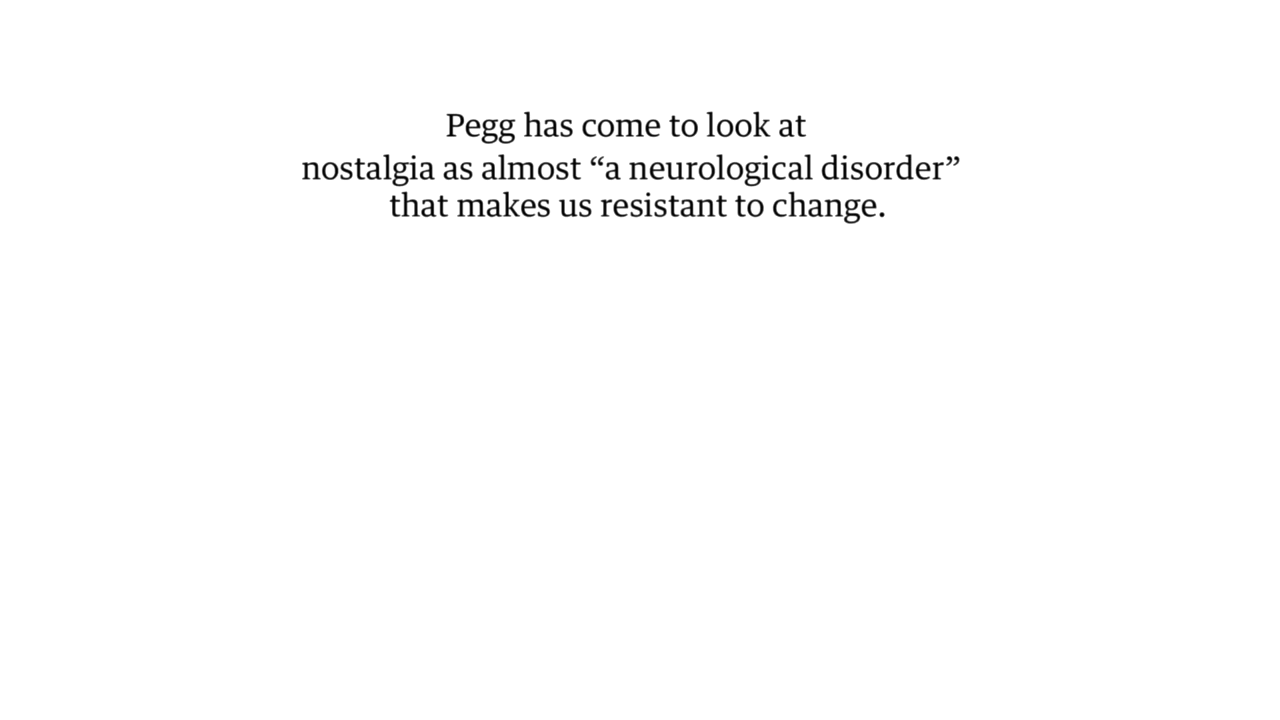 Pegg has come to look at
nostalgia as almost “a neurological disorder”
that makes us resistant to change.